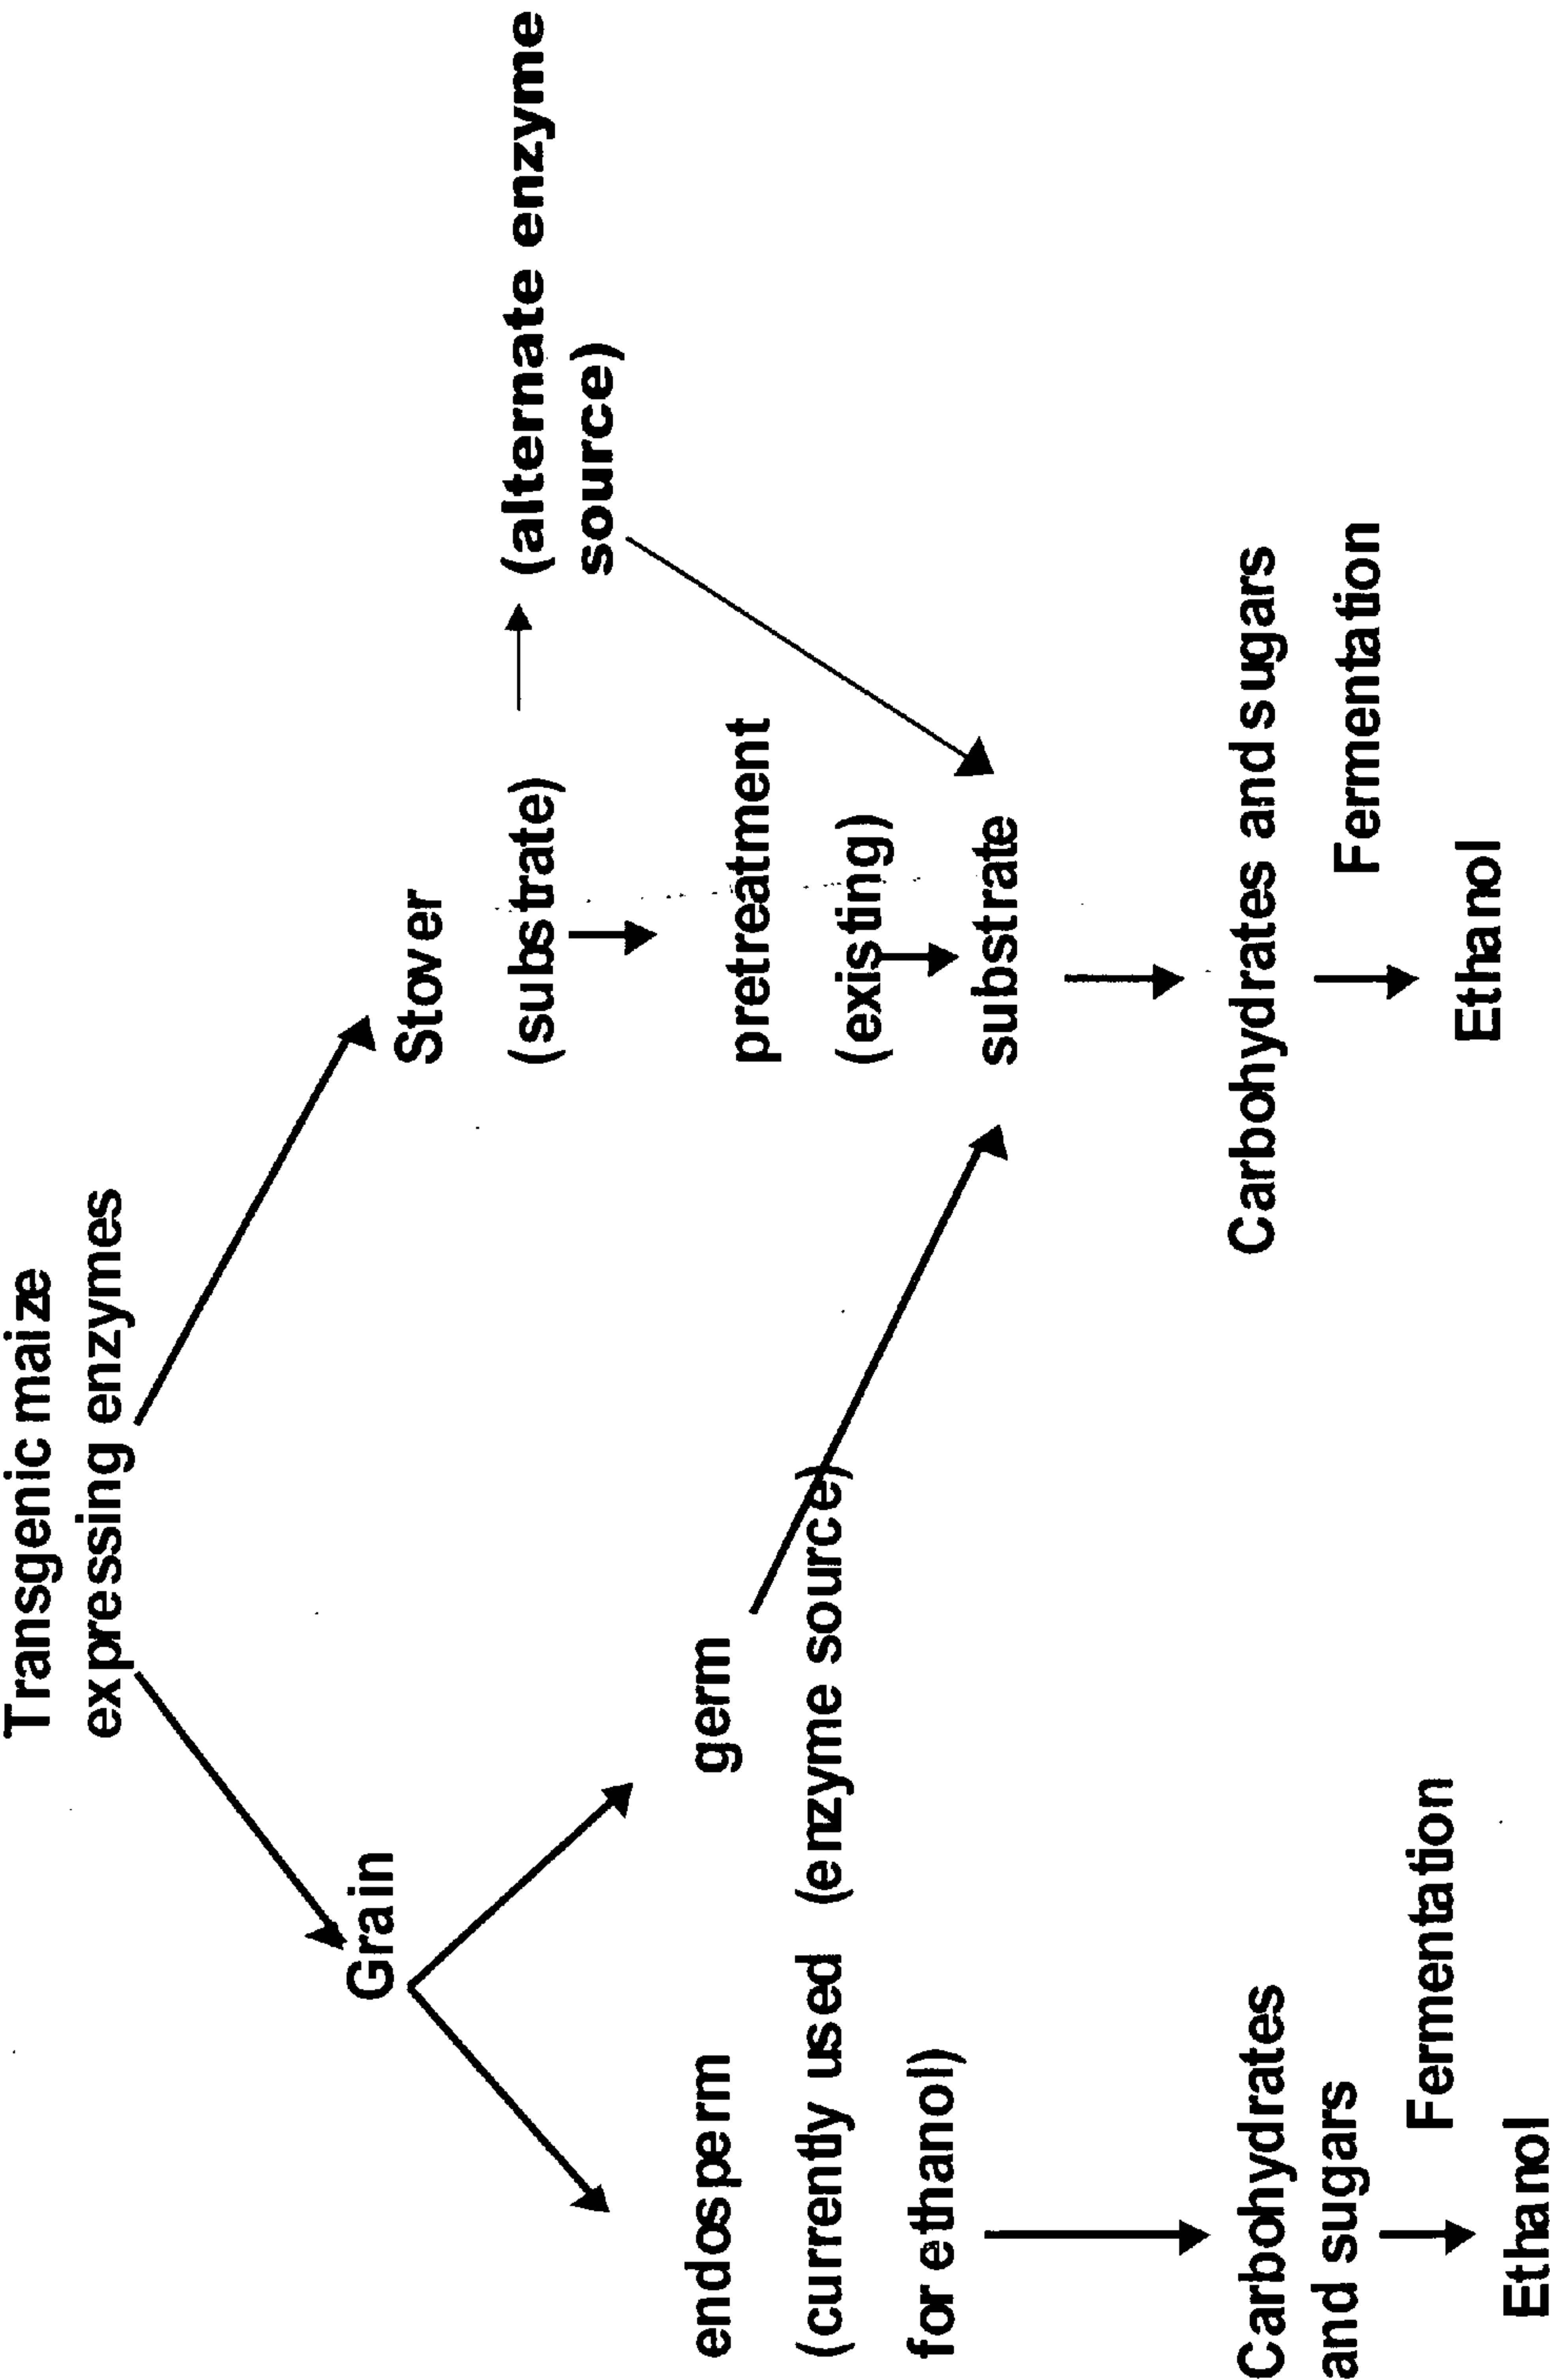 Transgenic maize
expressing enzymes
Grain
Stover
(substrate)
(alternate enzyme
source)
endosperm
(currently used
for ethanol)
germ
(enzyme source)
pretreatment
(existing)
substrate
Carbohydrates
and sugars
Fermentation
Ethanol
Carbohydrates and sugars
Fermentation
Ethanol